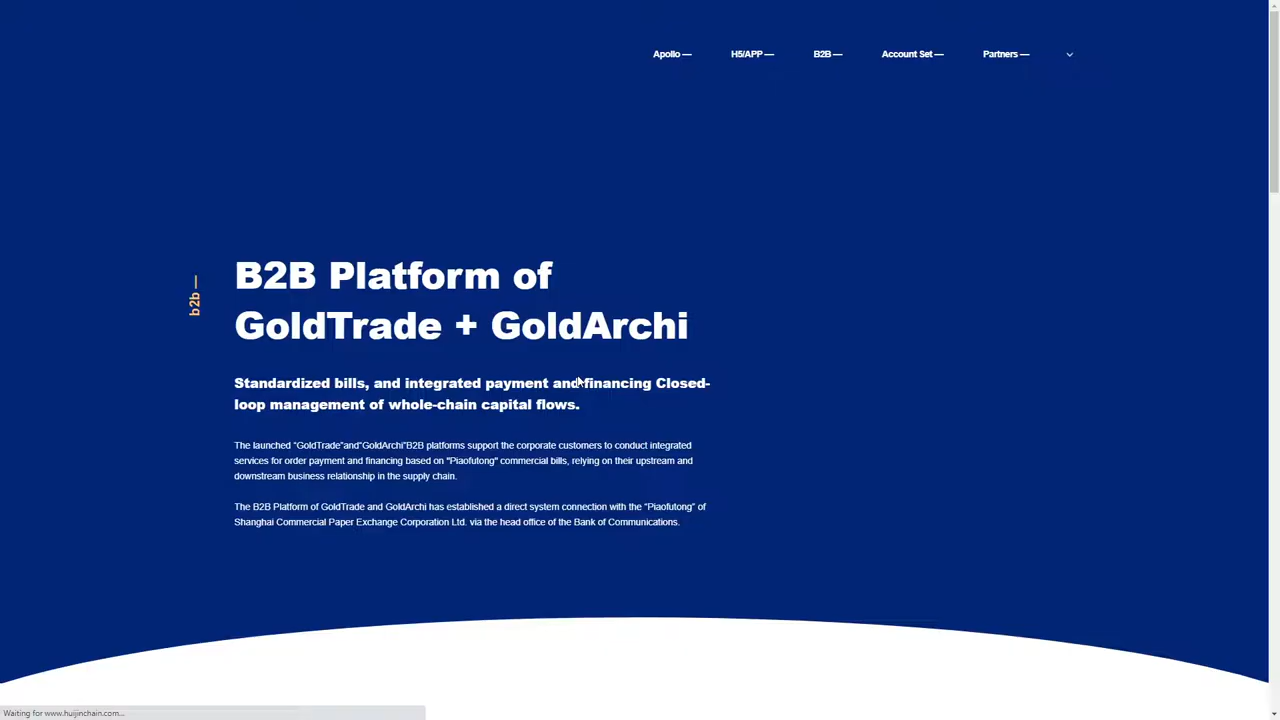 Apollo —
H5/APP —
B2B —
Account Set —
Partners —
b2b —
B2B Platform of
GoldTrade + GoldArchi
Standardized bills, and integrated payment and financing Closed-
loop management of whole-chain capital flows.
The launched "GoldTrade"and"GoldArchi"B2B platforms support the corporate customers to conduct integrated
services for order payment and financing based on "Piaofutong" commercial bills, relying on their upstream and
downstream business relationship in the supply chain.
The B2B Platform of GoldTrade and GoldArchi has established a direct system connection with the "Piaofutong" of
Shanghai Commercial Paper Exchange Corporation Ltd. via the head office of the Bank of Communications.
Waiting for www.huijinchain.com...